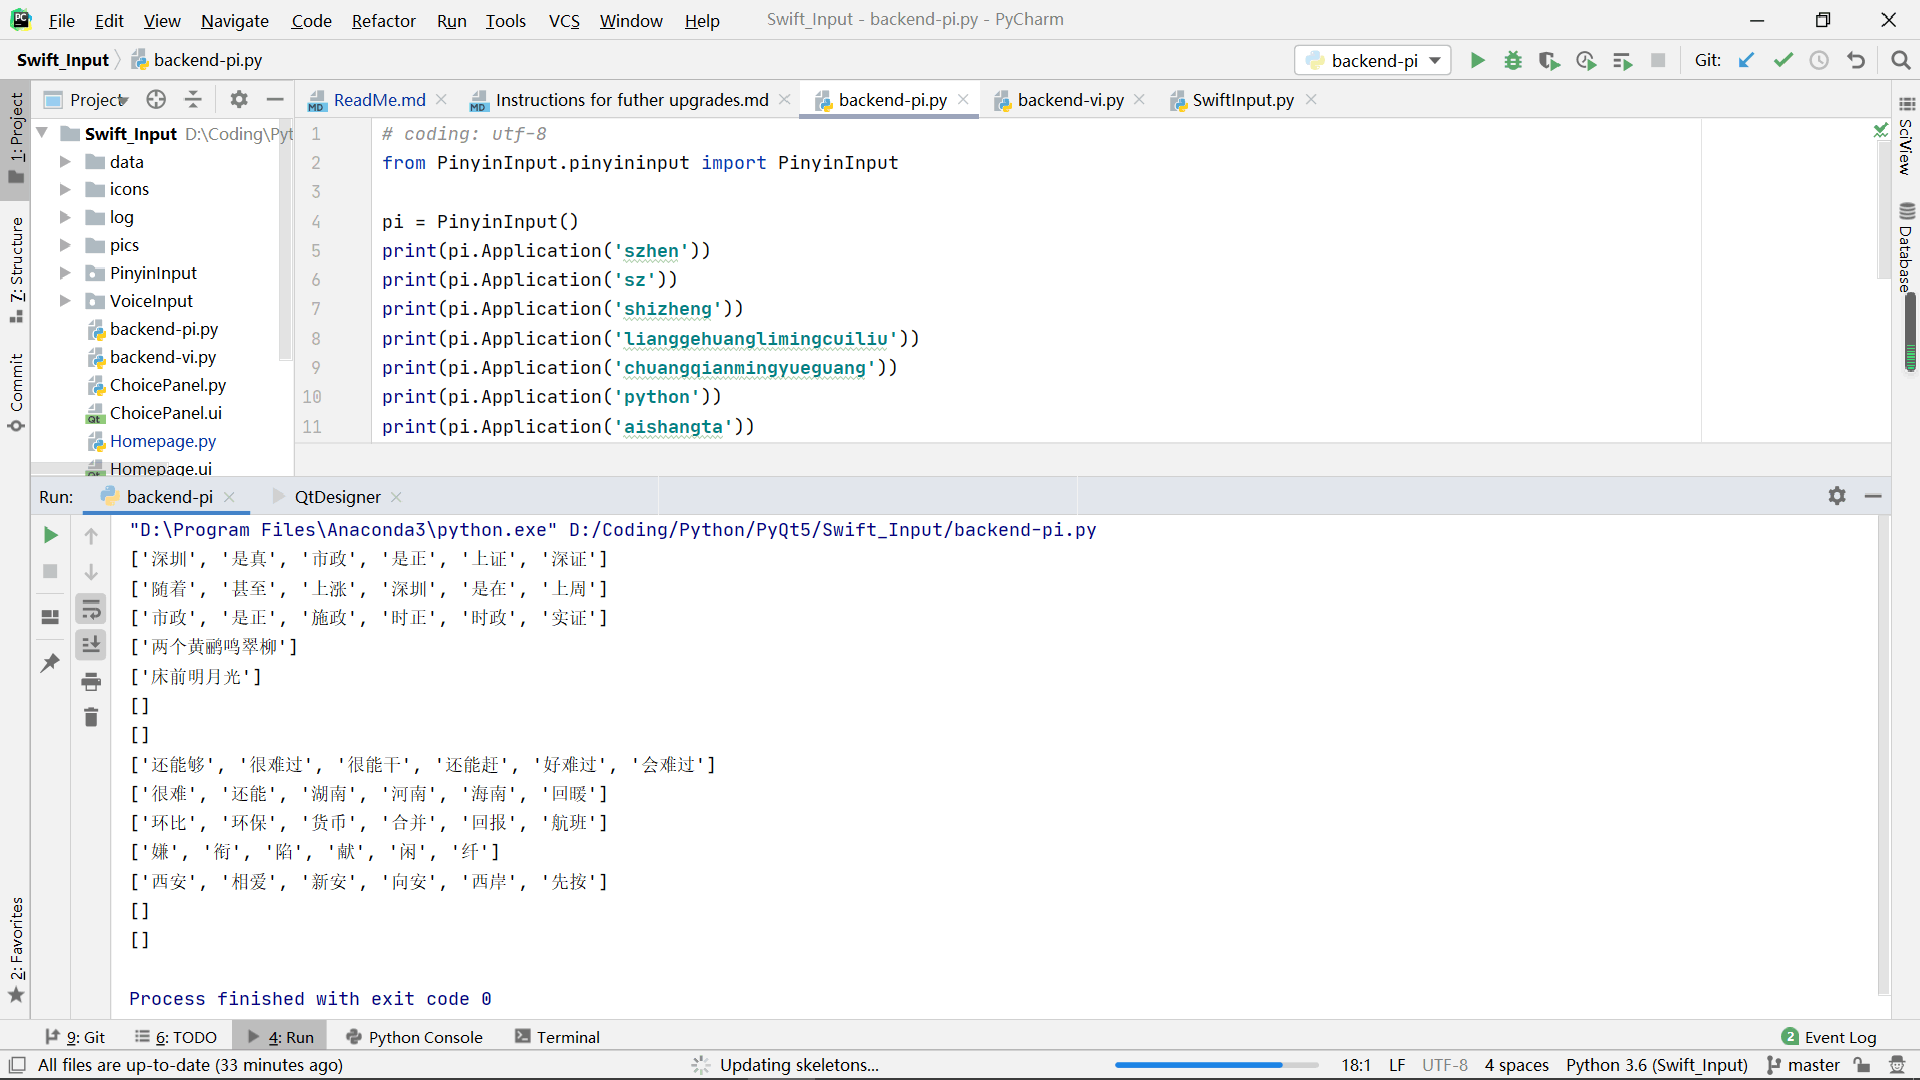 File Edit View Navigate Code Refactor Run Tools VCS Window Help Swift_Input - backend-pi.py - PyCharm
Swift_Input backend-pi.py backend-pi Git:
Project ReadMe.md Instructions for futher upgrades.md backend-pi.py backend-vi.py SwiftInput.py
1: Project
7: Structure
Commit
2: Favorites
SciView
Database
Swift_Input D:\Coding\Pyt
data
icons
log
pics
PinyinInput
VoiceInput
backend-pi.py
backend-vi.py
ChoicePanel.py
ChoicePanel.ui
Homepage.py
Homepage.ui
1 # coding: utf-8
2 from PinyinInput.pinyininput import PinyinInput
3
4 pi = PinyinInput()
5 print(pi.Application('szhen'))
6 print(pi.Application('sz'))
7 print(pi.Application('shizheng'))
8 print(pi.Application('lianggehuanglimingcuiliu'))
9 print(pi.Application('chuangqianmingyueguang'))
10 print(pi.Application('python'))
11 print(pi.Application('aishangta'))
Run: backend-pi QtDesigner
"D:\Program Files\Anaconda3\python.exe" D:/Coding/Python/PyQt5/Swift_Input/backend-pi.py
['深圳', '是真', '市政', '是正', '上证', '深证']
['随着', '甚至', '上涨', '深圳', '是在', '上周']
['市政', '是正', '施政', '时正', '时政', '实证']
['两个黄鹂鸣翠柳']
['床前明月光']
[]
[]
['还能够', '很难过', '很能干', '还能赶', '好难过', '会难过']
['很难', '还能', '湖南', '河南', '海南', '回暖']
['环比', '环保', '货币', '合并', '回报', '航班']
['嫌', '衔', '陷', '献', '闲', '纤']
['西安', '相爱', '新安', '向安', '西岸', '先按']
[]
[]
Process finished with exit code 0
9: Git 6: TODO 4: Run Python Console Terminal 2 Event Log
All files are up-to-date (33 minutes ago) Updating skeletons... 18:1 LF UTF-8 4 spaces Python 3.6 (Swift_Input) master